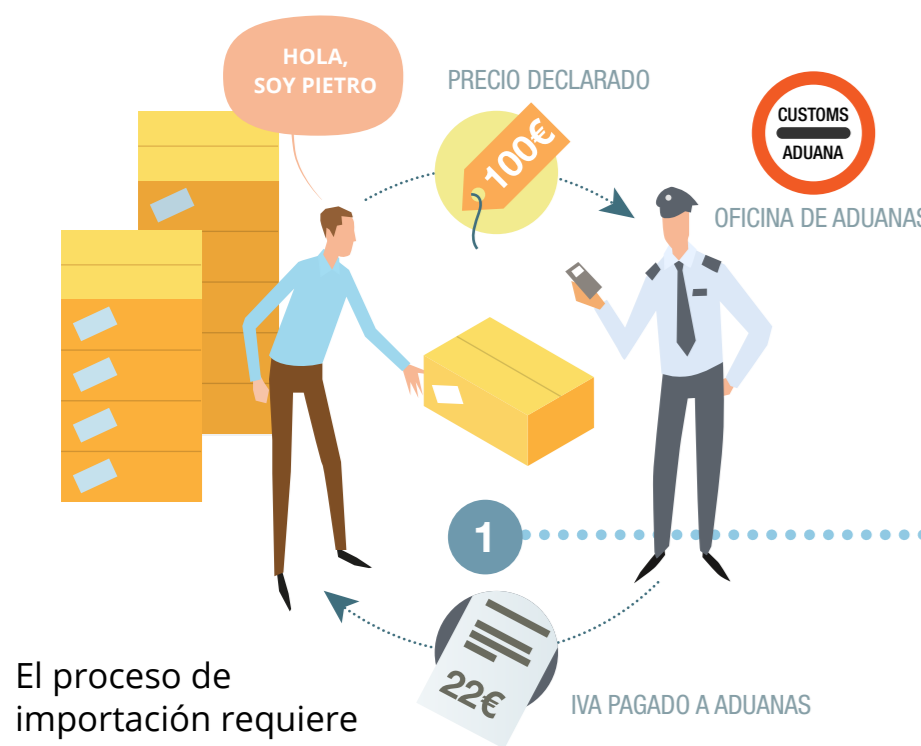 HOLA,
SOY PIETRO
PRECIO DECLARADO
100€
CUSTOMS
ADUANA
OFICINA DE ADUANAS
1
22€
IVA PAGADO A ADUANAS
El proceso de
importación requiere